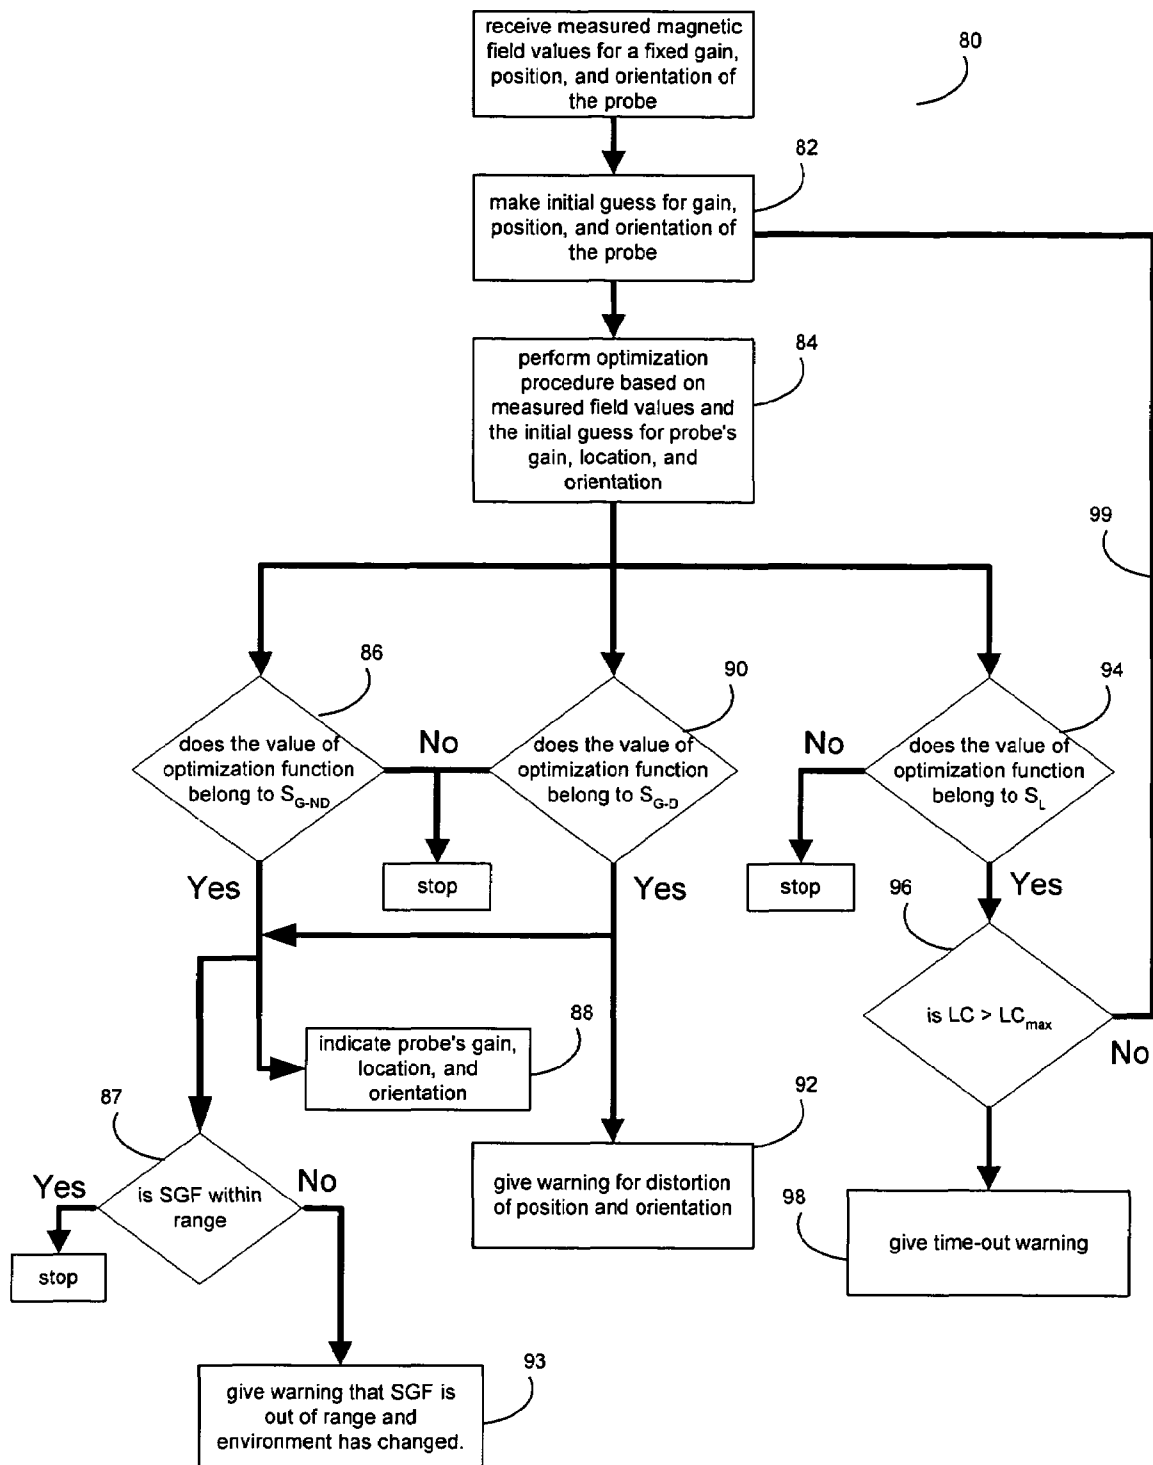 receive measured magnetic
field values for a fixed gain,
position, and orientation of
the probe
80
82
make initial guess for gain,
position, and orientation of
the probe
84
perform optimization
procedure based on
measured field values and
the initial guess for probe's
gain, location, and
orientation
99
86
90
94
does the value of
optimization function
belong to S_G-ND
No
does the value of
optimization function
belong to S_G-D
No
does the value of
optimization function
belong to S_L
Yes
stop
Yes
stop
Yes
96
is LC > LC_max
No
88
indicate probe's gain,
location, and
orientation
87
92
Yes
is SGF within
range
No
give warning for distortion
of position and orientation
98
give time-out warning
stop
93
give warning that SGF is
out of range and
environment has changed.